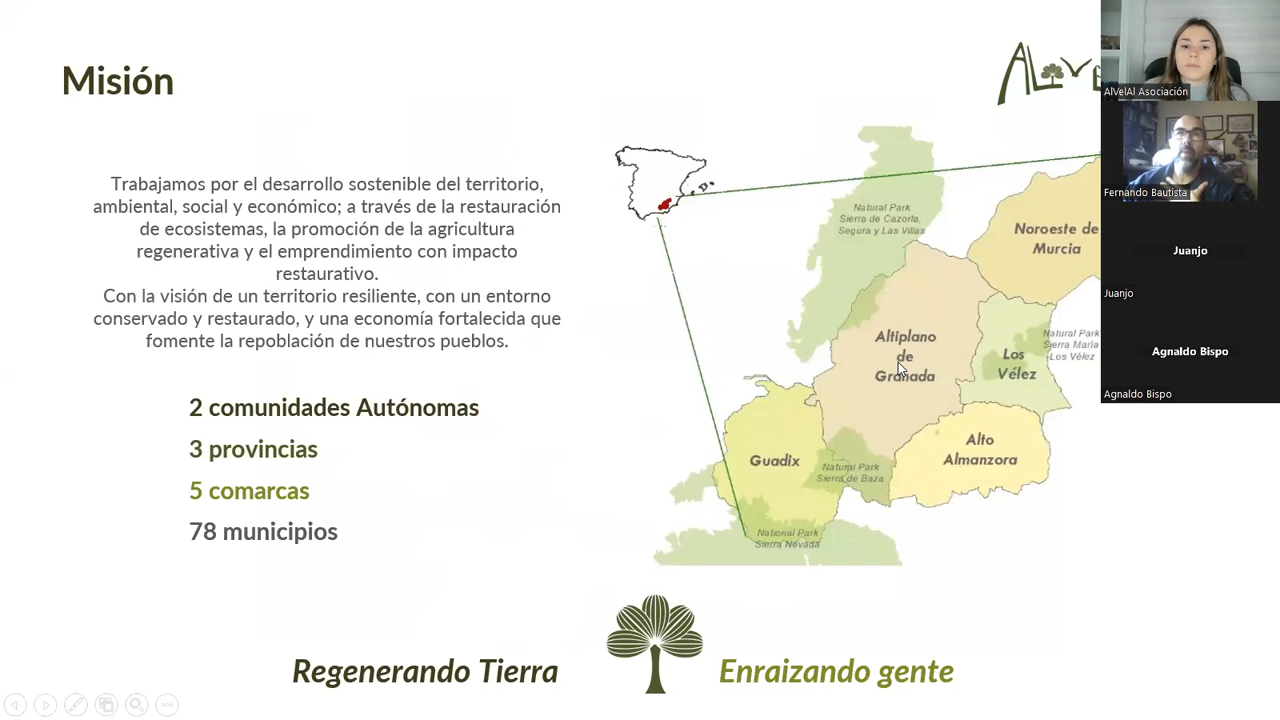 Misión
Trabajamos por el desarrollo sostenible del territorio,
ambiental, social y económico; a través de la restauración
de ecosistemas, la promoción de la agricultura
regenerativa y el emprendimiento con impacto
restaurativo.
Con la visión de un territorio resiliente, con un entorno
conservado y restaurado, y una economía fortalecida que
fomente la repoblación de nuestros pueblos.
2 comunidades Autónomas
3 provincias
5 comarcas
78 municipios
Natural Park
Sierra de Cazorla,
Segura y Las Villas
Noroeste de
Murcia
Altiplano
de
Granada
Los
Vélez
Natural Park
Sierra María
Los Vélez
Alto
Almanzora
Guadix
Natural Park
Sierra de Baza
National Park
Sierra Nevada
Regenerando Tierra
Enraizando gente
AlVelAl Asociación
Fernando Bautista
Juanjo
Juanjo
Agnaldo Bispo
Agnaldo Bispo